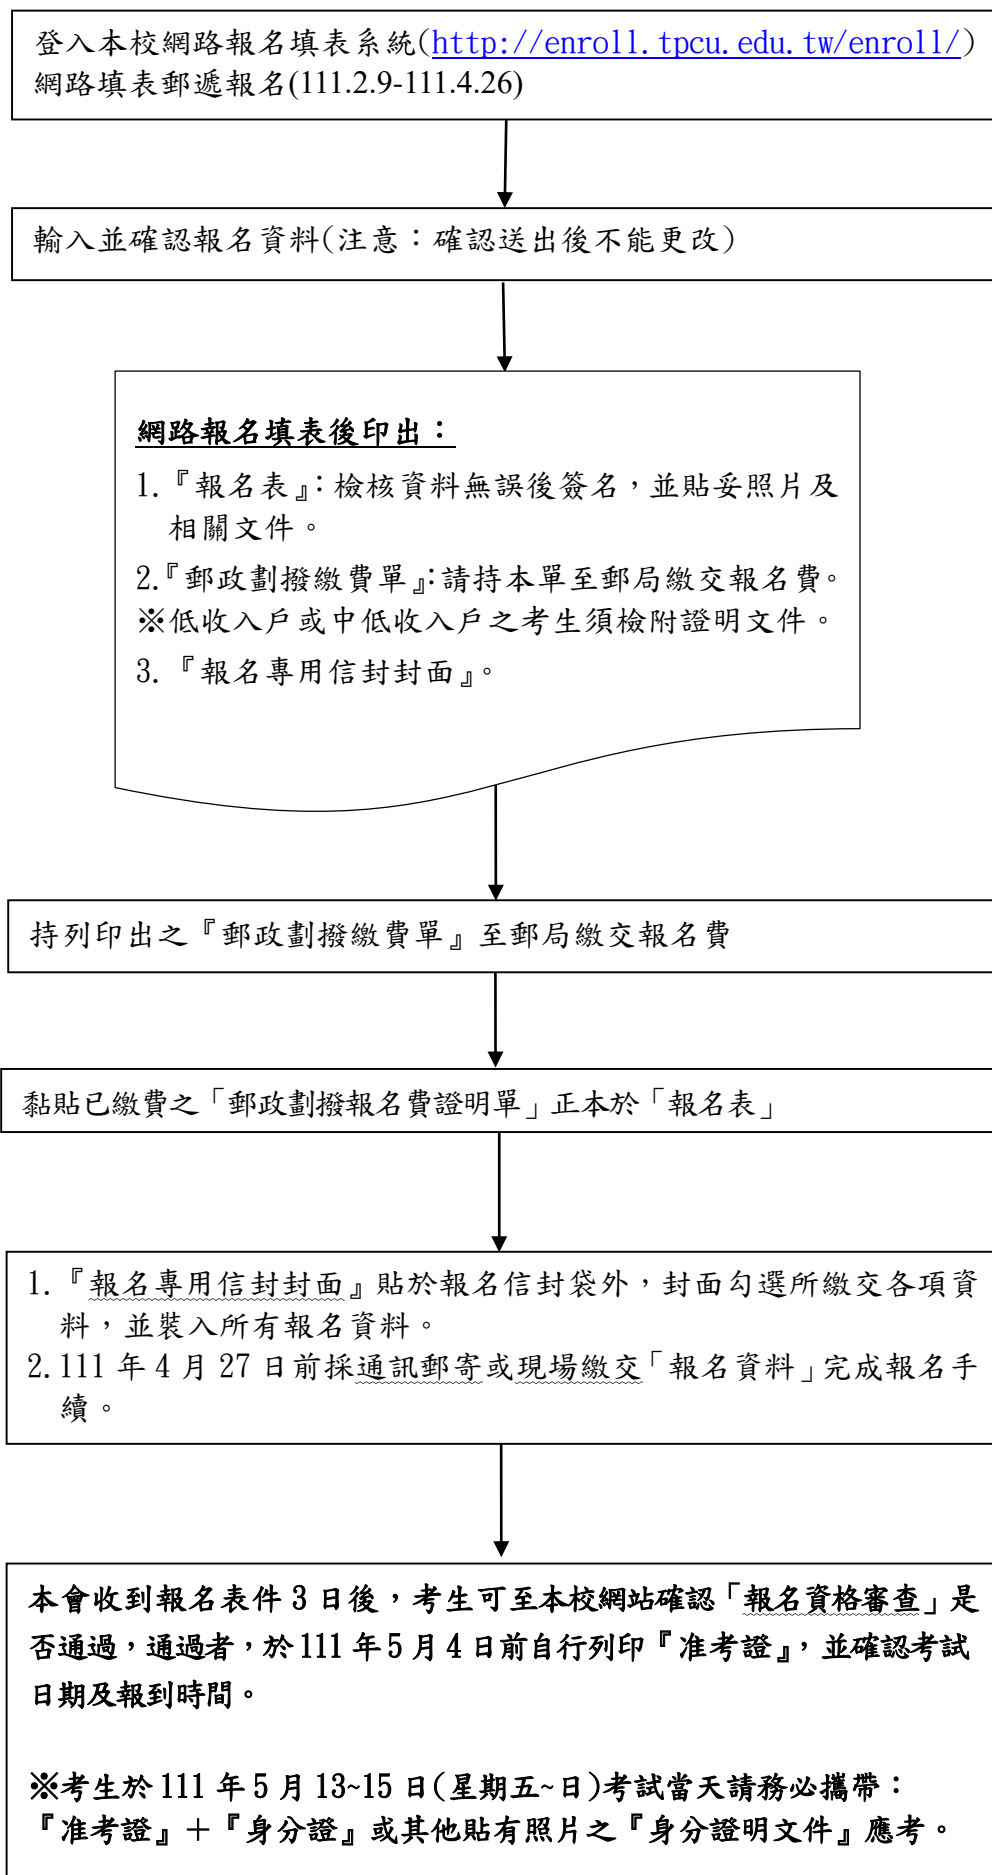 登入本校網路報名填表系統(http://enroll.tpcu.edu.tw/enroll/)
網路填表郵遞報名(111.2.9-111.4.26)
輸入並確認報名資料(注意：確認送出後不能更改)
網路報名填表後印出：
1.『報名表』：檢核資料無誤後簽名，並貼妥照片及
相關文件。
2.『郵政劃撥繳費單』：請持本單至郵局繳交報名費。
※低收入戶或中低收入戶之考生須檢附證明文件。
3.『報名專用信封封面』。
持列印出之『郵政劃撥繳費單』至郵局繳交報名費
黏貼已繳費之「郵政劃撥報名費證明單」正本於「報名表」
1.『報名專用信封封面』貼於報名信封袋外，封面勾選所繳交各項資
料，並裝入所有報名資料。
2.111 年 4 月 27 日前採通訊郵寄或現場繳交「報名資料」完成報名手
續。
本會收到報名表件 3 日後，考生可至本校網站確認「報名資格審查」是
否通過，通過者，於 111 年 5 月 4 日前自行列印『准考證』，並確認考試
日期及報到時間。
※考生於 111 年 5 月 13~15 日(星期五~日)考試當天請務必攜帶：
『准考證』＋『身分證』或其他貼有照片之『身分證明文件』應考。